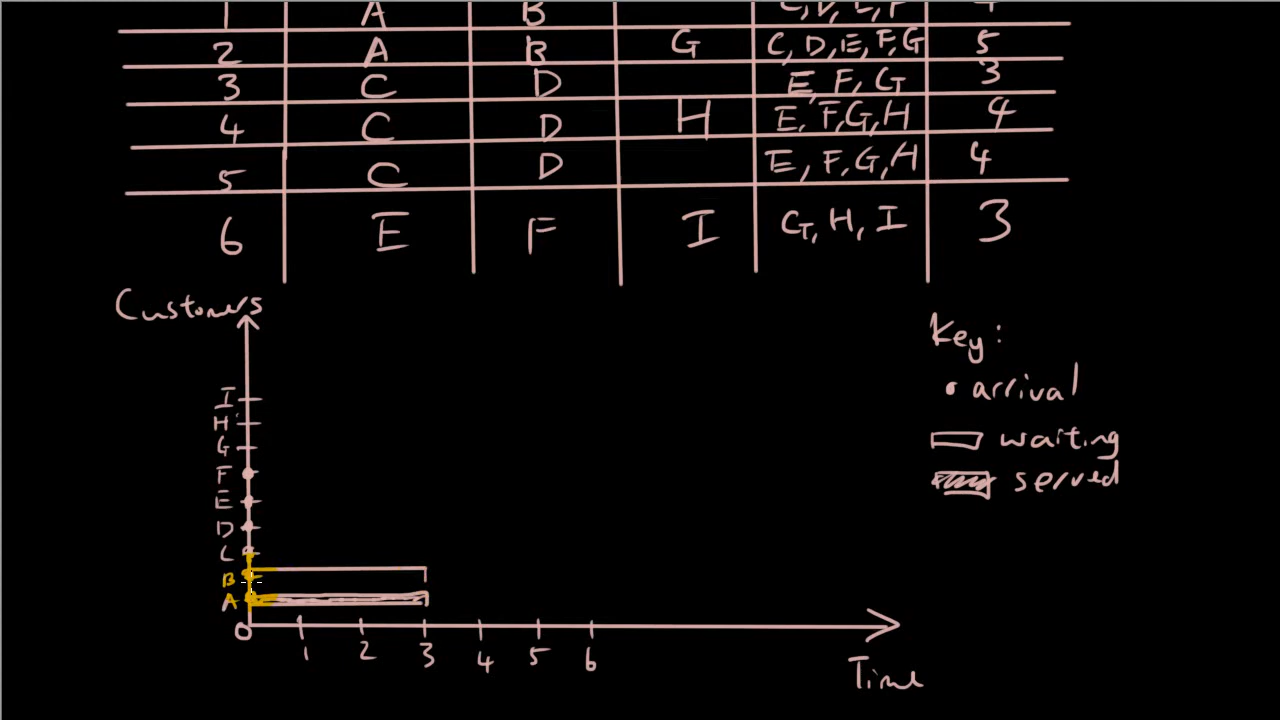 1 A B
2 A B G C, D, E, F, G 5
3 C D E, F, G 3
4 C D H E, F, G, H 4
5 C D E, F, G, H 4
6 E F I G, H, I 3
Customers
Key:
• arrival
waiting
served
I
H
G
F
E
D
C
B
A
0 1 2 3 4 5 6
Time